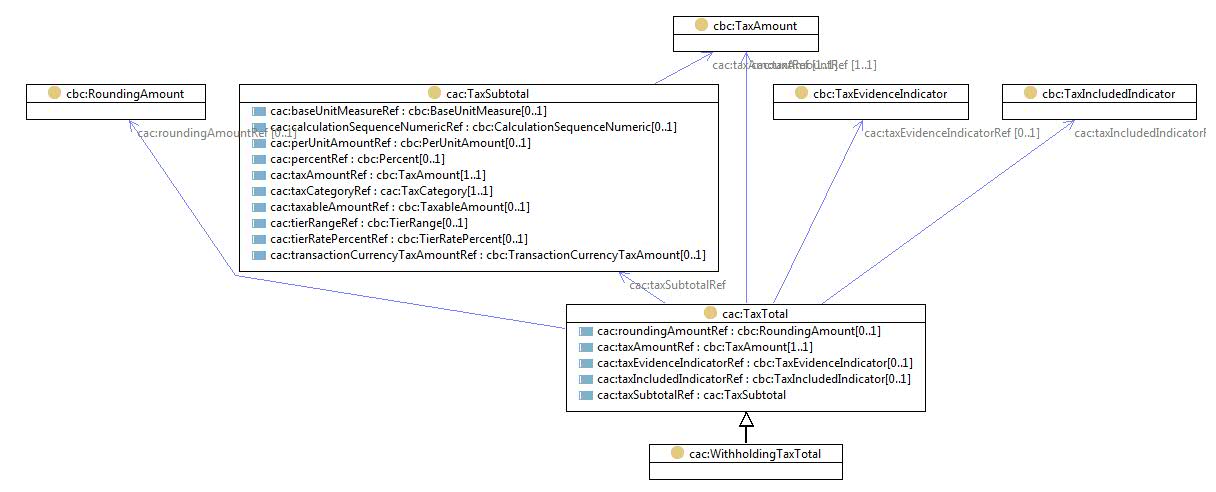 cbc:TaxAmount
cac:taxAmountRef [1..1]
cac:taxAmountRef [1..1]
cbc:RoundingAmount
cac:roundingAmountRef [0..1]
cac:TaxSubtotal
cac:baseUnitMeasureRef : cbc:BaseUnitMeasure[0..1]
cac:calculationSequenceNumericRef : cbc:CalculationSequenceNumeric[0..1]
cac:perUnitAmountRef : cbc:PerUnitAmount[0..1]
cac:percentRef : cbc:Percent[0..1]
cac:taxAmountRef : cbc:TaxAmount[1..1]
cac:taxCategoryRef : cac:TaxCategory[1..1]
cac:taxableAmountRef : cbc:TaxableAmount[0..1]
cac:tierRangeRef : cbc:TierRange[0..1]
cac:tierRatePercentRef : cbc:TierRatePercent[0..1]
cac:transactionCurrencyTaxAmountRef : cbc:TransactionCurrencyTaxAmount[0..1]
cbc:TaxEvidenceIndicator
cac:taxEvidenceIndicatorRef [0..1]
cbc:TaxIncludedIndicator
cac:taxIncludedIndicatorR
cac:taxSubtotalRef
cac:TaxTotal
cac:roundingAmountRef : cbc:RoundingAmount[0..1]
cac:taxAmountRef : cbc:TaxAmount[1..1]
cac:taxEvidenceIndicatorRef : cbc:TaxEvidenceIndicator[0..1]
cac:taxIncludedIndicatorRef : cbc:TaxIncludedIndicator[0..1]
cac:taxSubtotalRef : cac:TaxSubtotal
cac:WithholdingTaxTotal